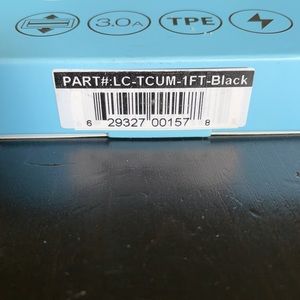 3.0A TPE
PART#:LC-TCUM-1FT-Black
6 29327 00157 8